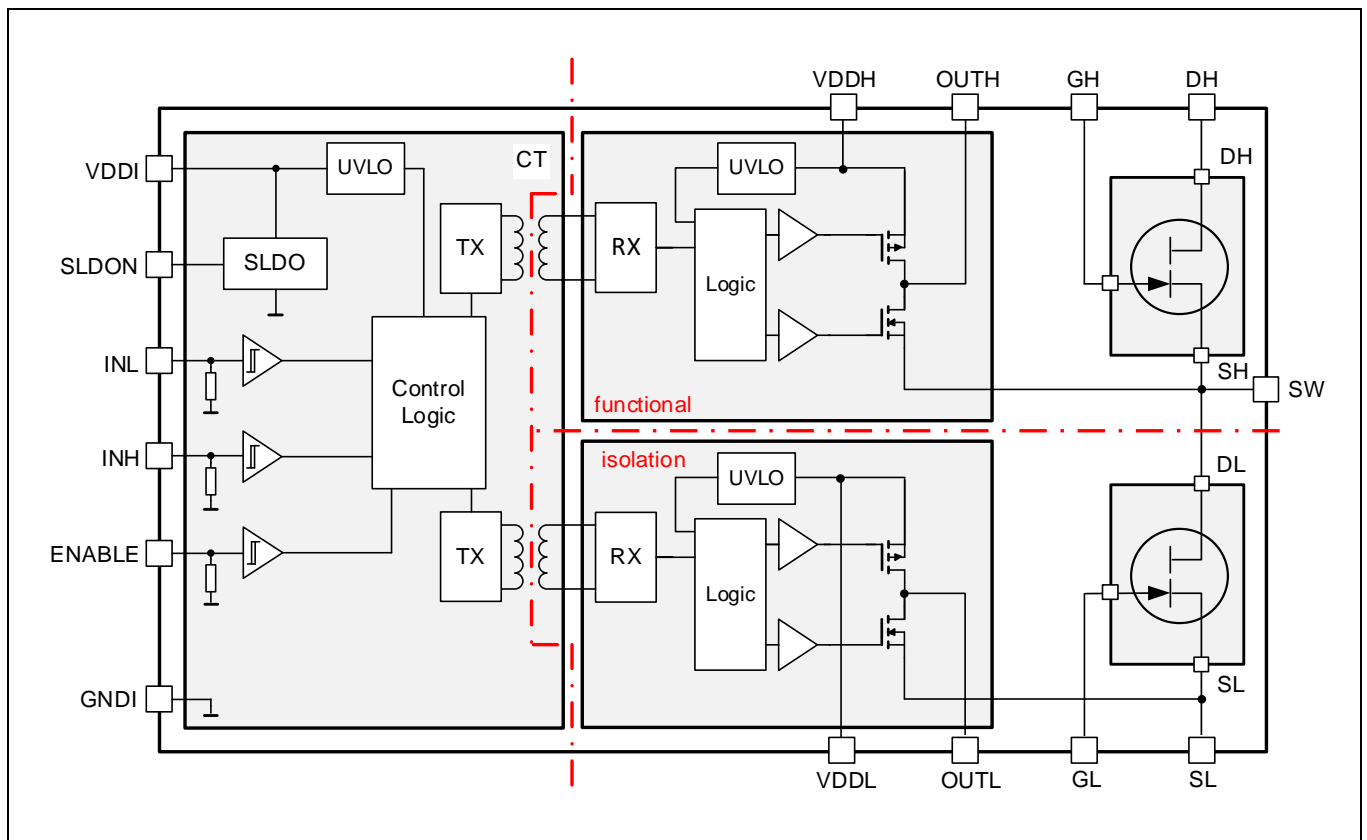 VDDH
OUTH
GH
DH
VDDI
UVLO
CT
UVLO
DH
TX
RX
SLDON
SLDO
Logic
INL
Control
Logic
SH
SW
functional
INH
isolation
DL
UVLO
ENABLE
TX
RX
Logic
SL
GNDI
VDDL
OUTL
GL
SL